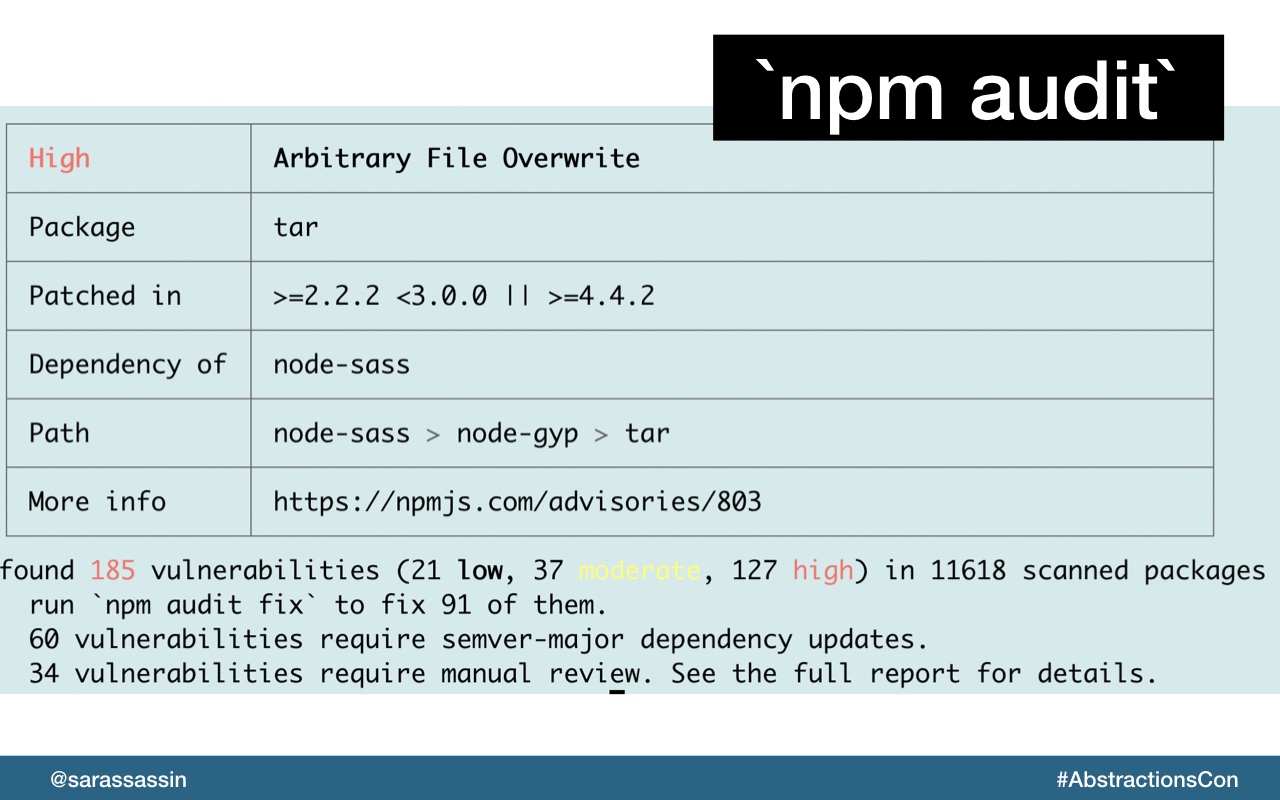 `npm audit`
High Arbitrary File Overwrite
Package tar
Patched in >=2.2.2 <3.0.0 || >=4.4.2
Dependency of node-sass
Path node-sass > node-gyp > tar
More info https://npmjs.com/advisories/803
found 185 vulnerabilities (21 low, 37 moderate, 127 high) in 11618 scanned packages
run `npm audit fix` to fix 91 of them.
60 vulnerabilities require semver-major dependency updates.
34 vulnerabilities require manual review. See the full report for details.
@sarassassin #AbstractionsCon